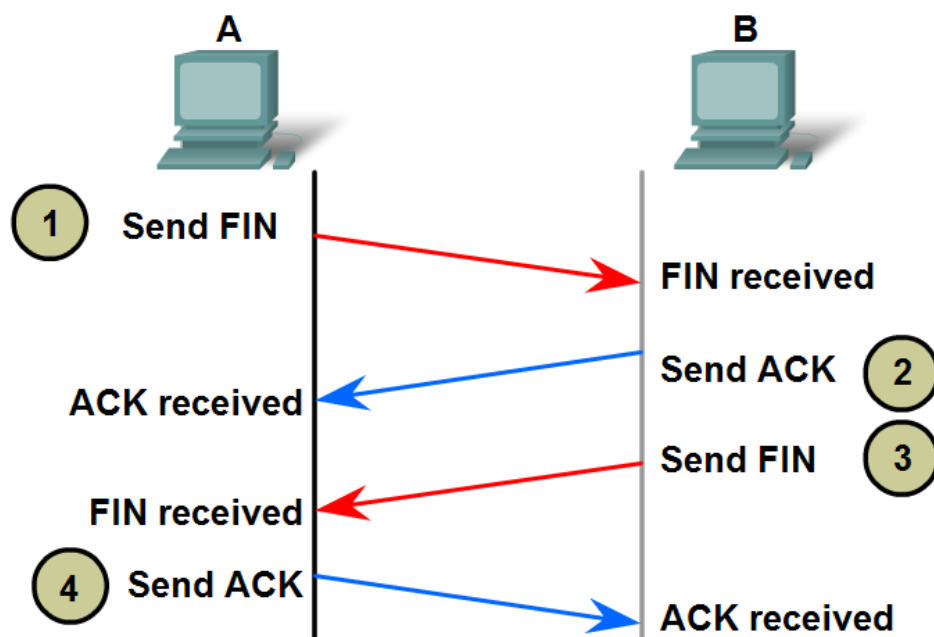 A
B
1
Send FIN
FIN received
Send ACK
2
ACK received
Send FIN
3
FIN received
4
Send ACK
ACK received